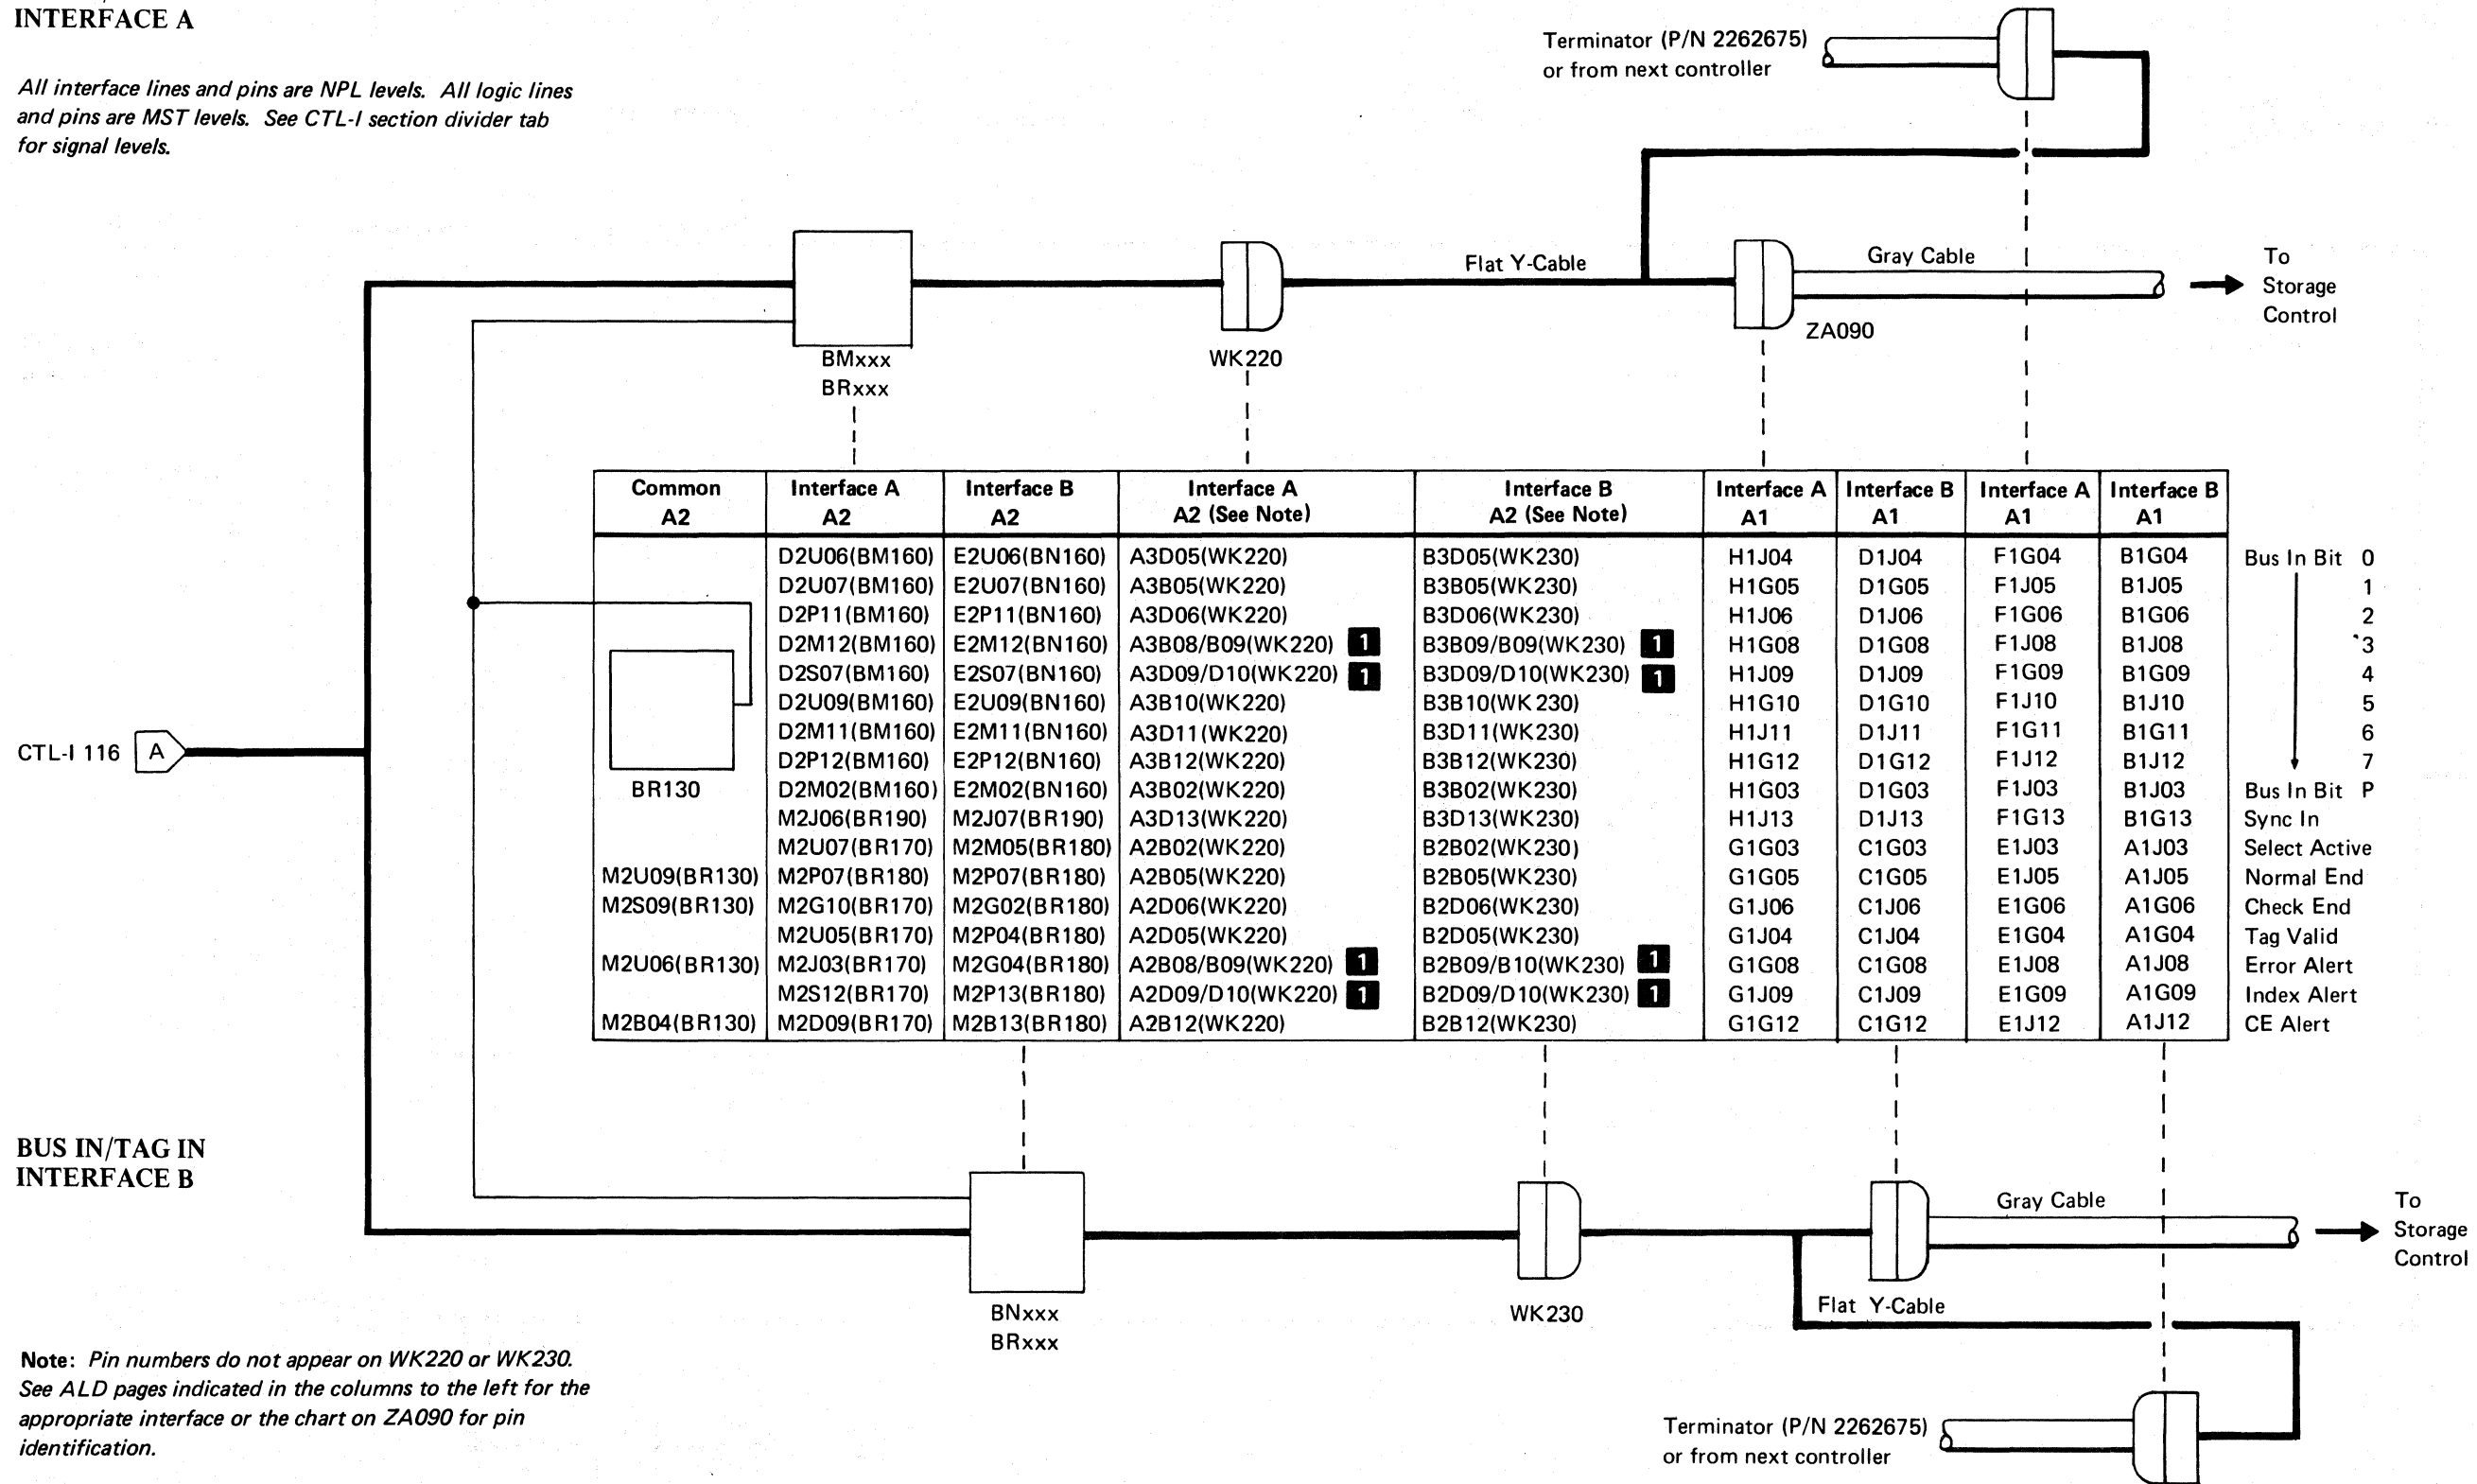 INTERFACE A
All interface lines and pins are NPL levels. All logic lines
and pins are MST levels. See CTL-I section divider tab
for signal levels.
Terminator (P/N 2262675)
or from next controller
Flat Y-Cable
Gray Cable
To
Storage
Control
ZA090
BMxxx
BRxxx
WK220
Common A2 | Interface A A2 | Interface B A2 | Interface A A2 (See Note) | Interface B A2 (See Note) | Interface A A1 | Interface B A1 | Interface A A1 | Interface B A1
D2U06(BM160) E2U06(BN160) A3D05(WK220) B3D05(WK230) H1J04 D1J04 F1G04 B1G04 Bus In Bit 0
D2U07(BM160) E2U07(BN160) A3B05(WK220) B3B05(WK230) H1G05 D1G05 F1J05 B1J05 1
D2P11(BM160) E2P11(BN160) A3D06(WK220) B3D06(WK230) H1J06 D1J06 F1G06 B1G06 2
D2M12(BM160) E2M12(BN160) A3B08/B09(WK220) 1 B3B09/B09(WK230) 1 H1G08 D1G08 F1J08 B1J08 3
D2S07(BM160) E2S07(BN160) A3D09/D10(WK220) 1 B3D09/D10(WK230) 1 H1J09 D1J09 F1G09 B1G09 4
D2U09(BM160) E2U09(BN160) A3B10(WK220) B3B10(WK230) H1G10 D1G10 F1J10 B1J10 5
D2M11(BM160) E2M11(BN160) A3D11(WK220) B3D11(WK230) H1J11 D1J11 F1G11 B1G11 6
D2P12(BM160) E2P12(BN160) A3B12(WK220) B3B12(WK230) H1G12 D1G12 F1J12 B1J12 7
BR130 D2M02(BM160) E2M02(BN160) A3B02(WK220) B3B02(WK230) H1G03 D1G03 F1J03 B1J03 Bus In Bit P
M2J06(BR190) M2J07(BR190) A3D13(WK220) B3D13(WK230) H1J13 D1J13 F1G13 B1G13 Sync In
M2U07(BR170) M2M05(BR180) A2B02(WK220) B2B02(WK230) G1G03 C1G03 E1J03 A1J03 Select Active
M2U09(BR130) M2P07(BR180) M2P07(BR180) A2B05(WK220) B2B05(WK230) G1G05 C1G05 E1J05 A1J05 Normal End
M2S09(BR130) M2G10(BR170) M2G02(BR180) A2D06(WK220) B2D06(WK230) G1J06 C1J06 E1G06 A1G06 Check End
M2U05(BR170) M2P04(BR180) A2D05(WK220) B2D05(WK230) G1J04 C1J04 E1G04 A1G04 Tag Valid
M2U06(BR130) M2J03(BR170) M2G04(BR180) A2B08/B09(WK220) 1 B2B09/B10(WK230) 1 G1G08 C1G08 E1J08 A1J08 Error Alert
M2S12(BR170) M2P13(BR180) A2D09/D10(WK220) 1 B2D09/D10(WK230) 1 G1J09 C1J09 E1G09 A1G09 Index Alert
M2B04(BR130) M2D09(BR170) M2B13(BR180) A2B12(WK220) B2B12(WK230) G1G12 C1G12 E1J12 A1J12 CE Alert
CTL-I 116 A
BUS IN/TAG IN
INTERFACE B
Gray Cable
To
Storage
Control
BNxxx
BRxxx
WK230
Flat Y-Cable
Note: Pin numbers do not appear on WK220 or WK230.
See ALD pages indicated in the columns to the left for the
appropriate interface or the chart on ZA090 for pin
identification.
Terminator (P/N 2262675)
or from next controller